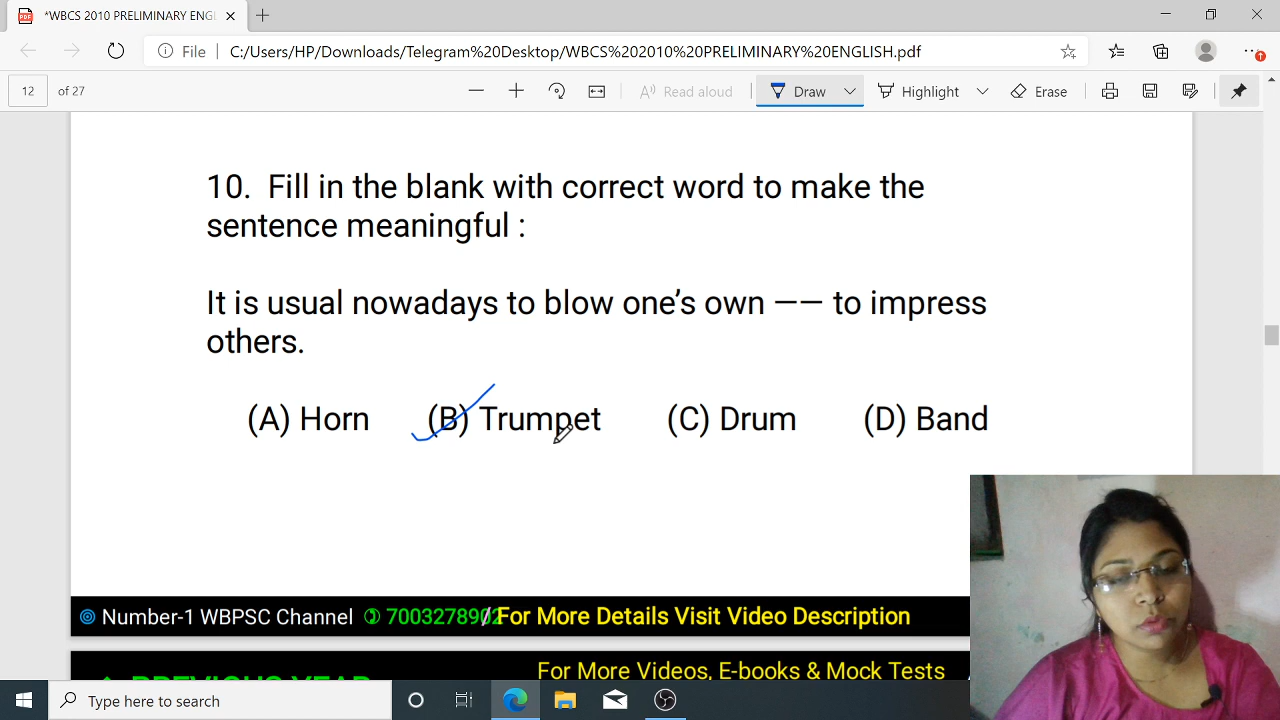 *WBCS 2010 PRELIMINARY ENGL
File
C:/Users/HP/Downloads/Telegram%20Desktop/WBCS%202010%20PRELIMINARY%20ENGLISH.pdf
12 of 27
Read aloud
Draw
Highlight
Erase
10. Fill in the blank with correct word to make the
sentence meaningful :
It is usual nowadays to blow one's own —— to impress
others.
(A) Horn (B) Trumpet (C) Drum (D) Band
Number-1 WBPSC Channel 7003278902 / For More Details Visit Video Description
For More Videos, E-books & Mock Tests
PREVIOUS YEAR
Type here to search